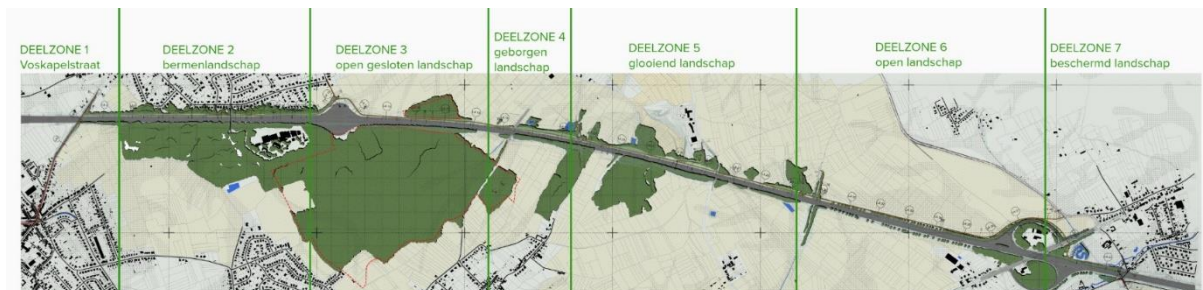 DEELZONE 1
Voskapelstraat
DEELZONE 2
bermenlandschap
DEELZONE 3
open gesloten landschap
DEELZONE 4
geborgen
landschap
DEELZONE 5
glooiend landschap
DEELZONE 6
open landschap
DEELZONE 7
beschermd landschap